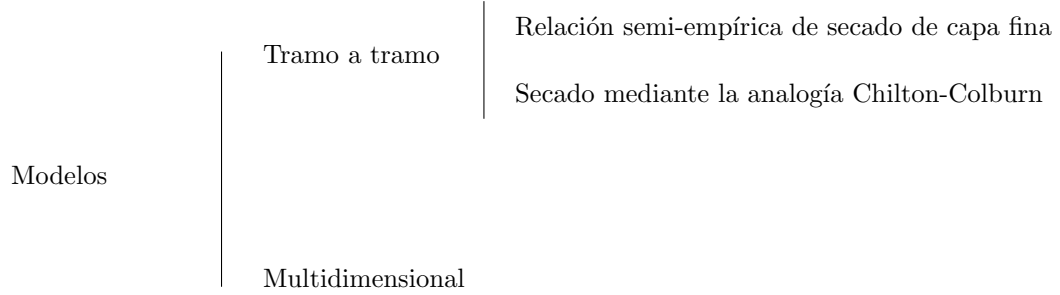 Relación semi-empírica de secado de capa fina
Tramo a tramo
Secado mediante la analogía Chilton-Colburn
Modelos
Multidimensional